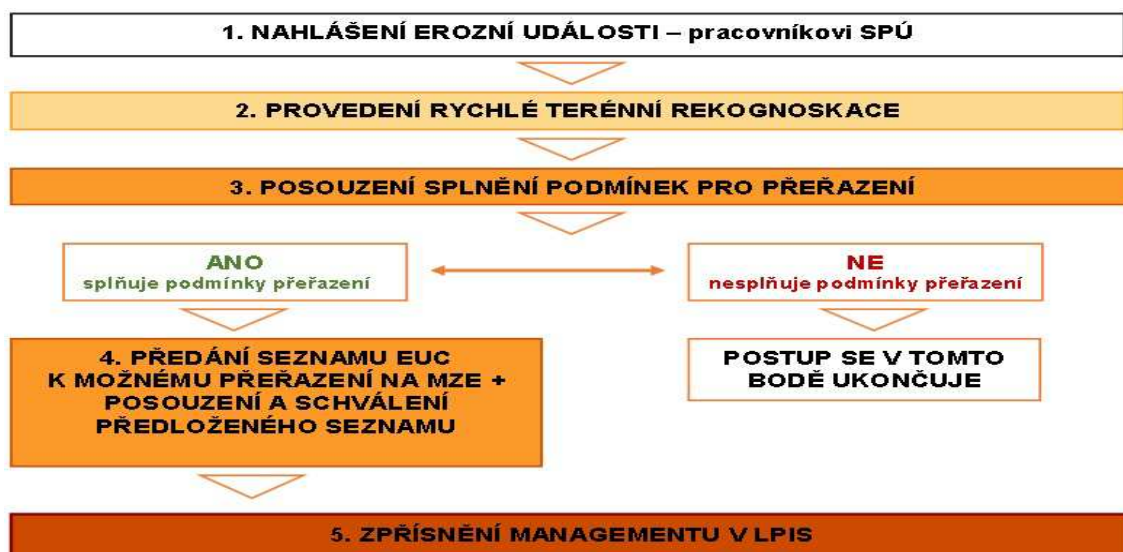 1. NAHLÁŠENÍ EROZNÍ UDÁLOSTI – pracovníkovi SPÚ
2. PROVEDENÍ RYCHLÉ TERÉNNÍ REKOGNOSKACE
3. POSOUZENÍ SPLNĚNÍ PODMÍNEK PRO PŘEŘAZENÍ
ANO
splňuje podmínky přeřazení
NE
nesplňuje podmínky přeřazení
4. PŘEDÁNÍ SEZNAMU EUC
K MOŽNÉMU PŘEŘAZENÍ NA MZE +
POSOUZENÍ A SCHVÁLENÍ
PŘEDLOŽENÉHO SEZNAMU
POSTUP SE V TOMTO
BODĚ UKONČUJE
5. ZPŘÍSNĚNÍ MANAGEMENTU V LPIS